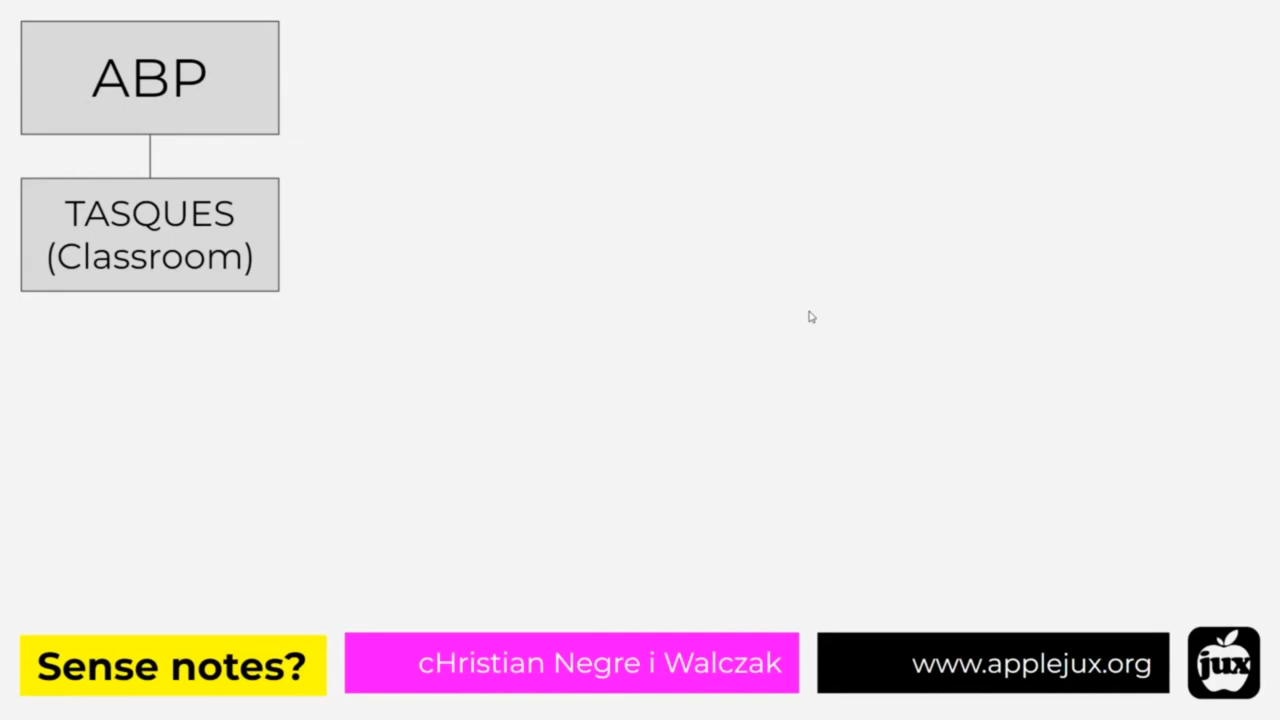 ABP
TASQUES
(Classroom)
Sense notes?
cHristian Negre i Walczak
www.applejux.org
jux